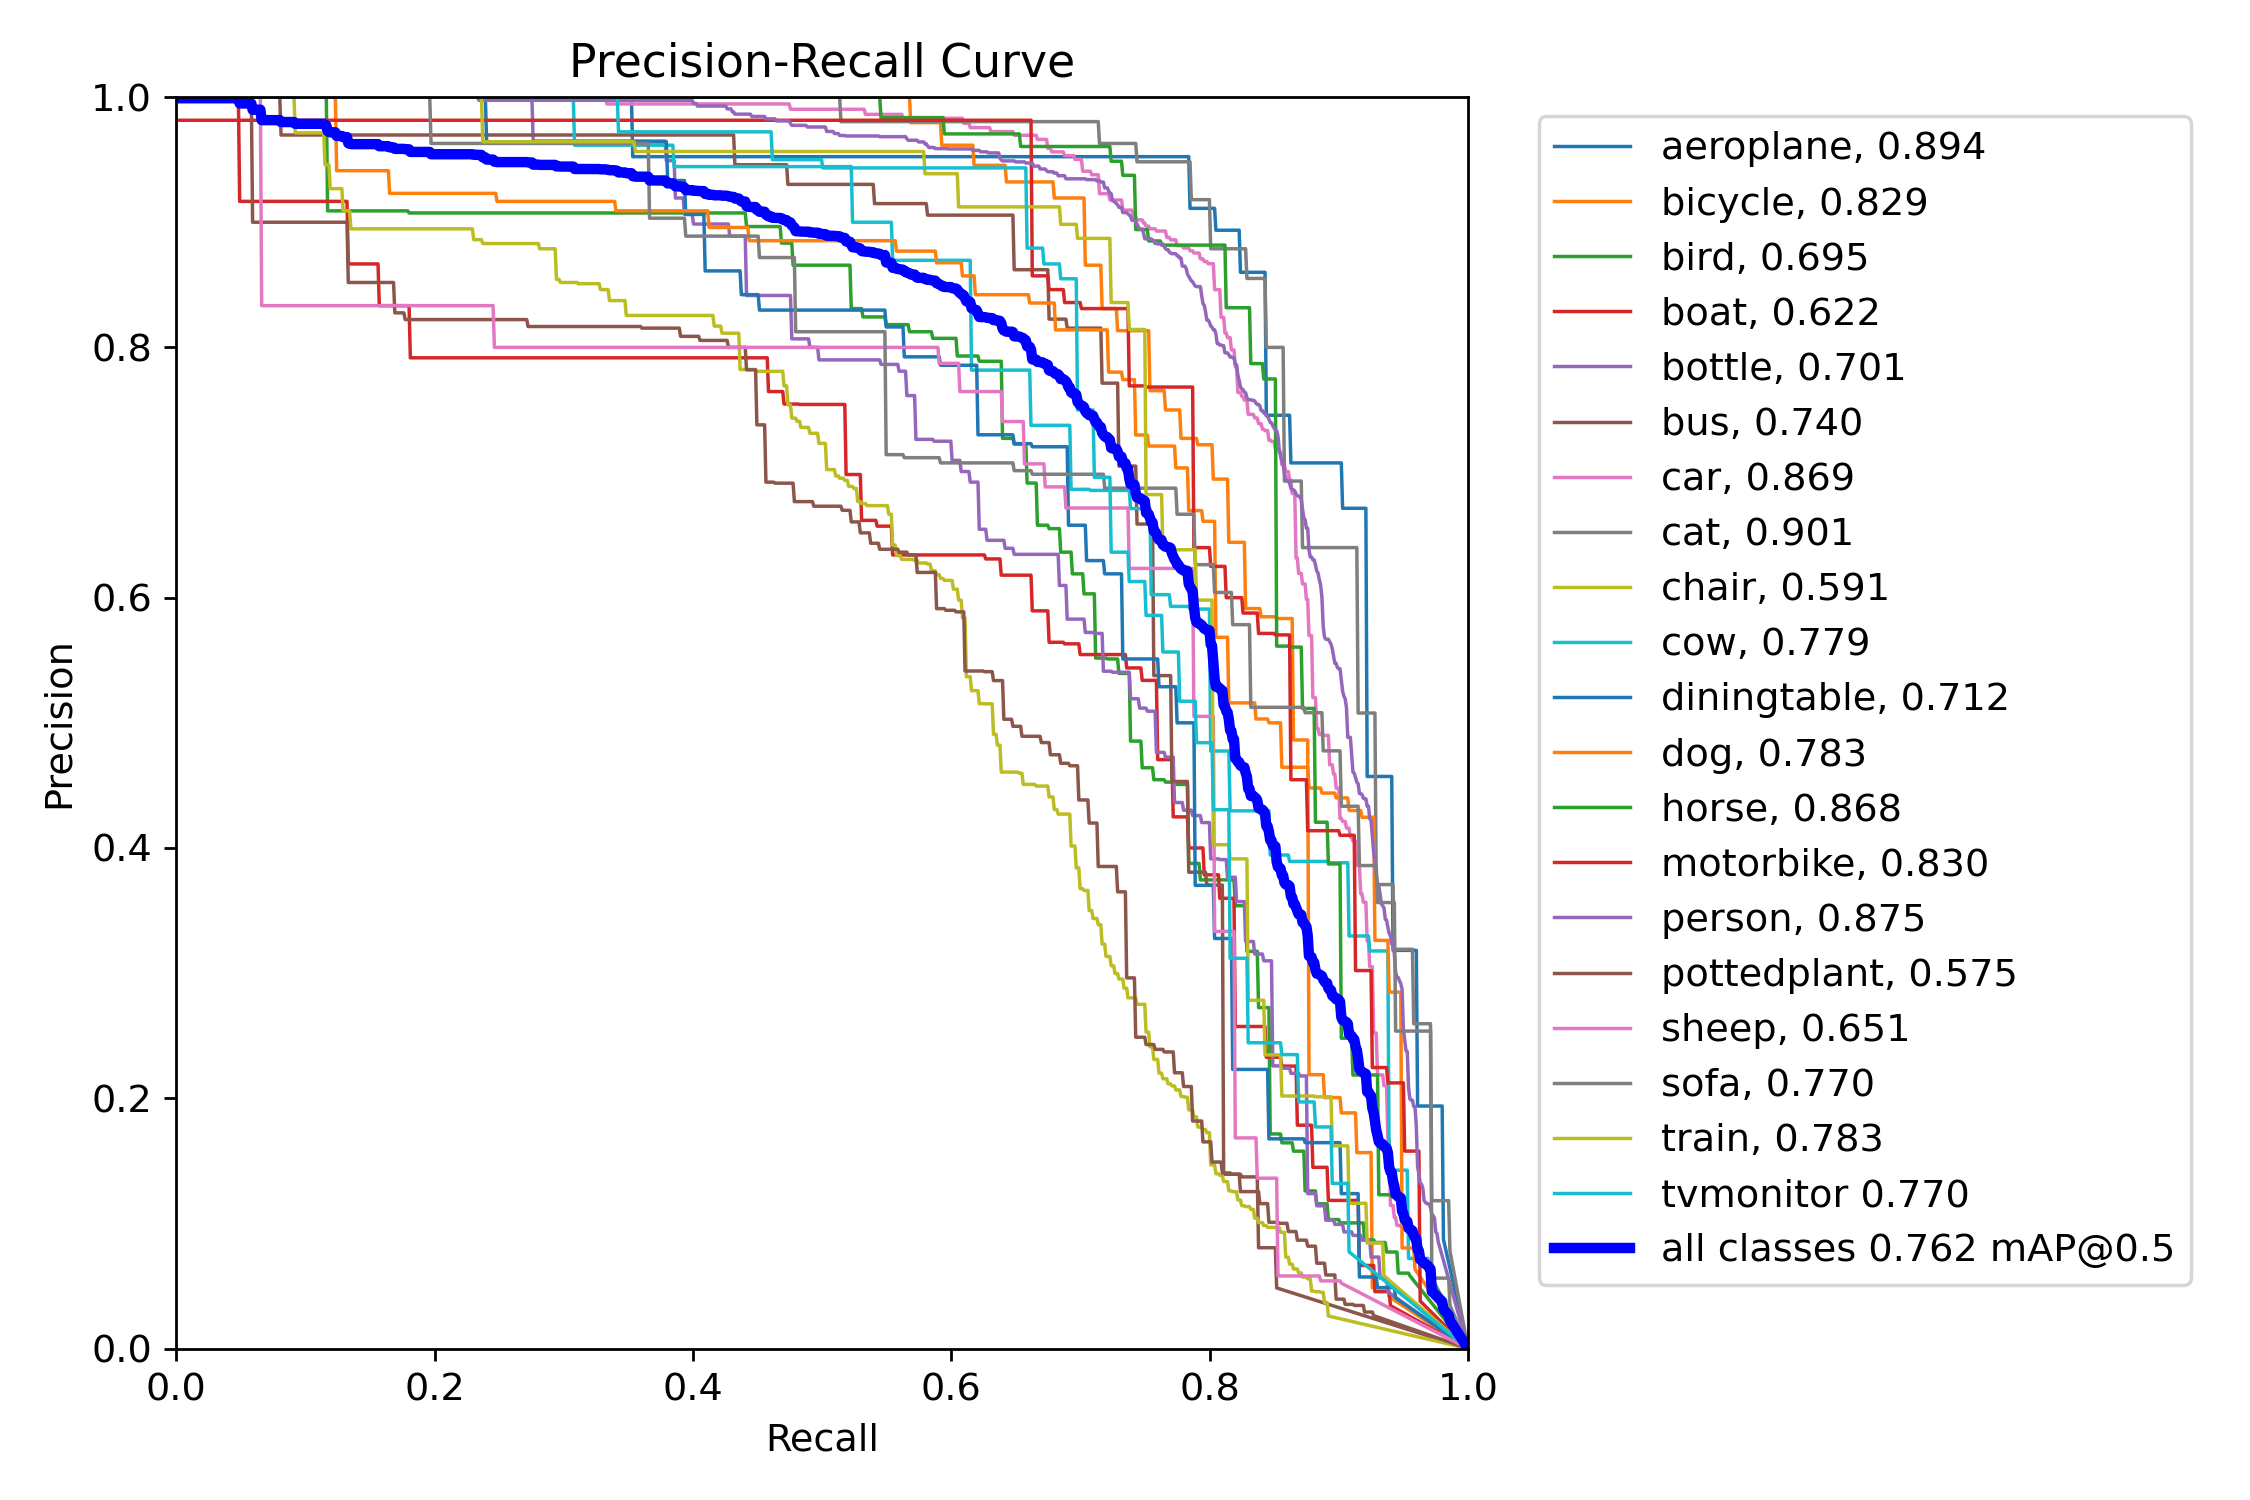 Precision-Recall Curve
1.0
0.8
0.6
0.4
0.2
0.0
Precision
0.0 0.2 0.4 0.6 0.8 1.0
Recall
aeroplane, 0.894
bicycle, 0.829
bird, 0.695
boat, 0.622
bottle, 0.701
bus, 0.740
car, 0.869
cat, 0.901
chair, 0.591
cow, 0.779
diningtable, 0.712
dog, 0.783
horse, 0.868
motorbike, 0.830
person, 0.875
pottedplant, 0.575
sheep, 0.651
sofa, 0.770
train, 0.783
tvmonitor 0.770
all classes 0.762 mAP@0.5